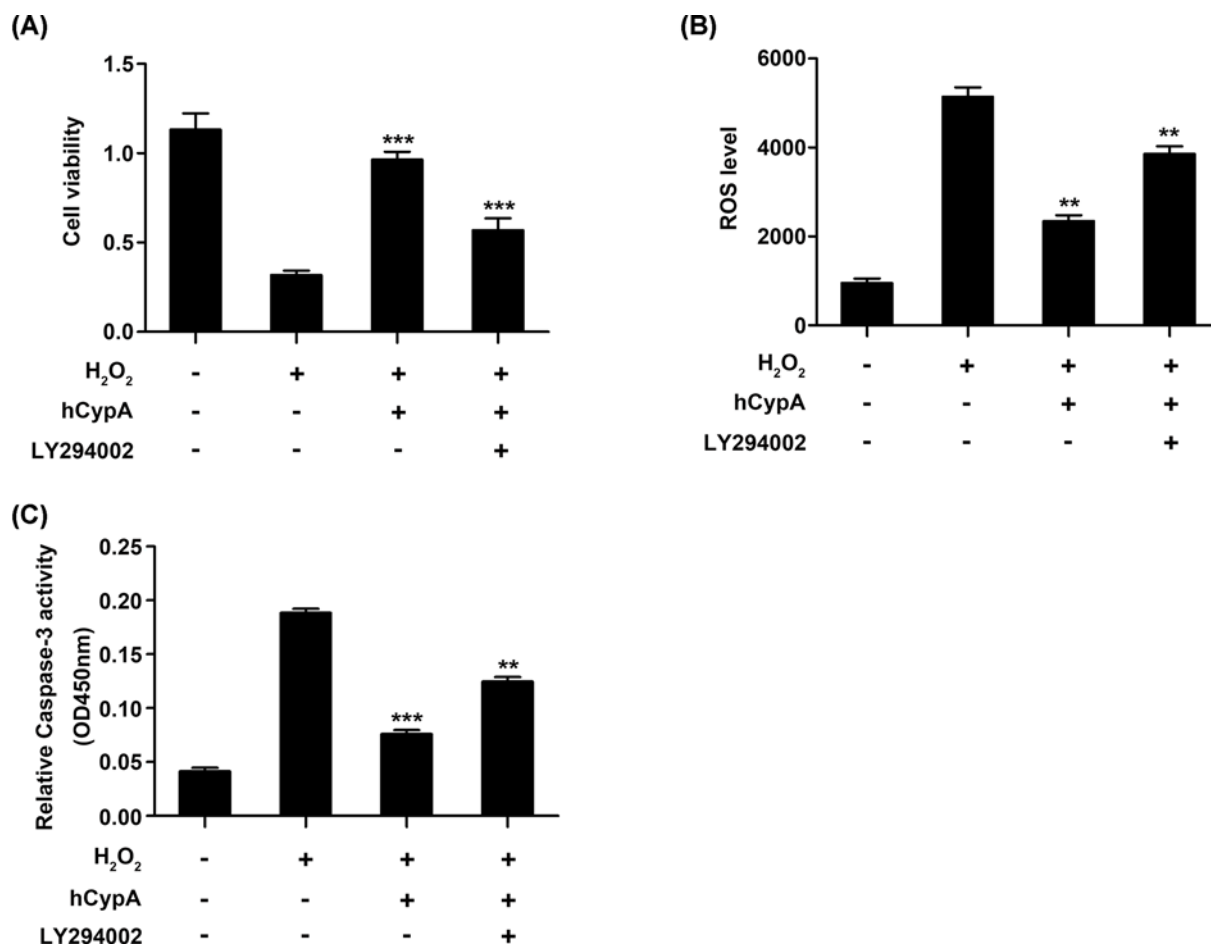 (A)
Cell viability
1.5
1.0
0.5
0.0
***
***
H₂O₂ - + + +
hCypA - - + +
LY294002 - - - +
(B)
ROS level
6000
4000
2000
0
**
**
H₂O₂ - + + +
hCypA - - + +
LY294002 - - - +
(C)
Relative Caspase-3 activity
(OD450nm)
0.25
0.20
0.15
0.10
0.05
0.00
***
**
H₂O₂ - + + +
hCypA - - + +
LY294002 - - - +